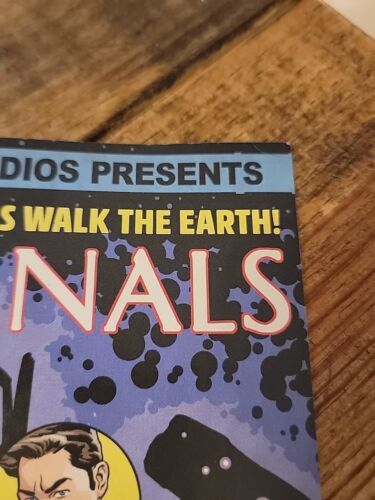 DIOS PRESENTS
S WALK THE EARTH!
NALS